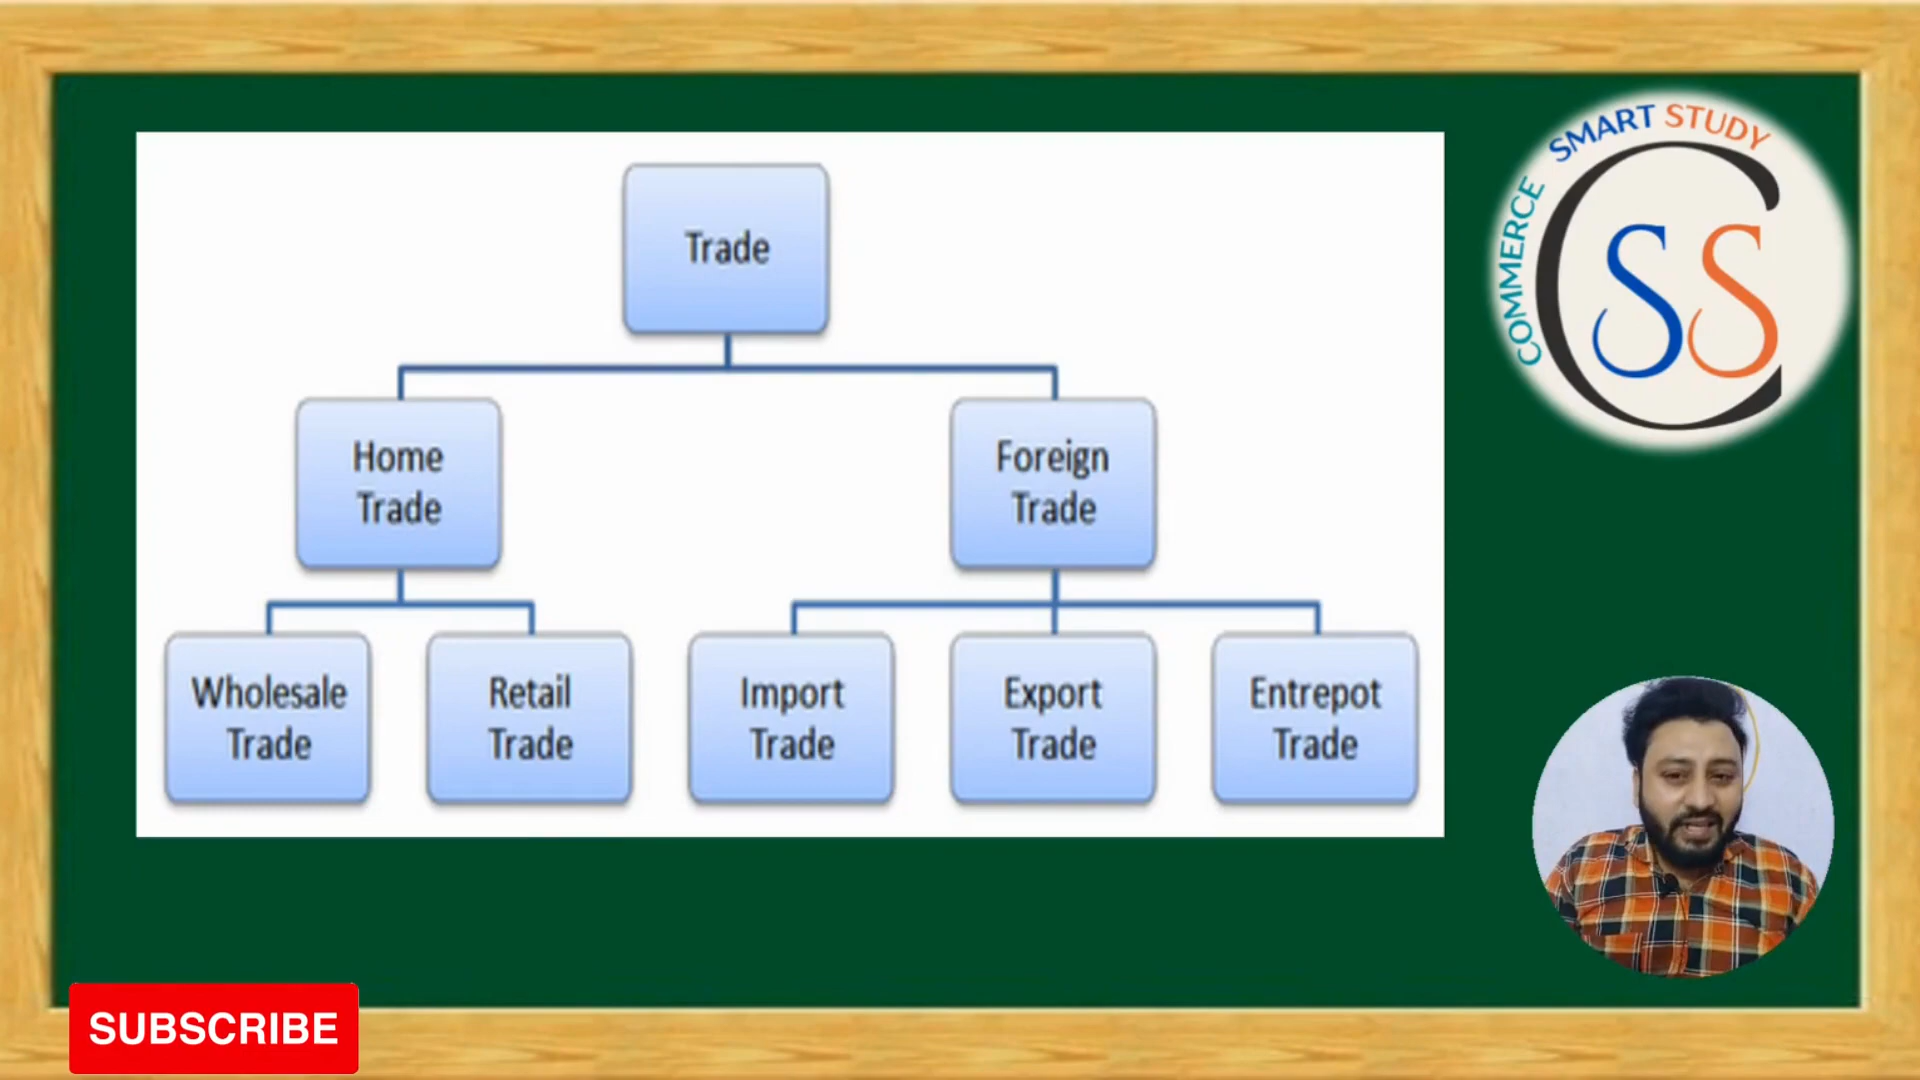 COMMERCE SMART STUDY
CSS
Trade
Home
Trade
Foreign
Trade
Wholesale
Trade
Retail
Trade
Import
Trade
Export
Trade
Entrepot
Trade
SUBSCRIBE